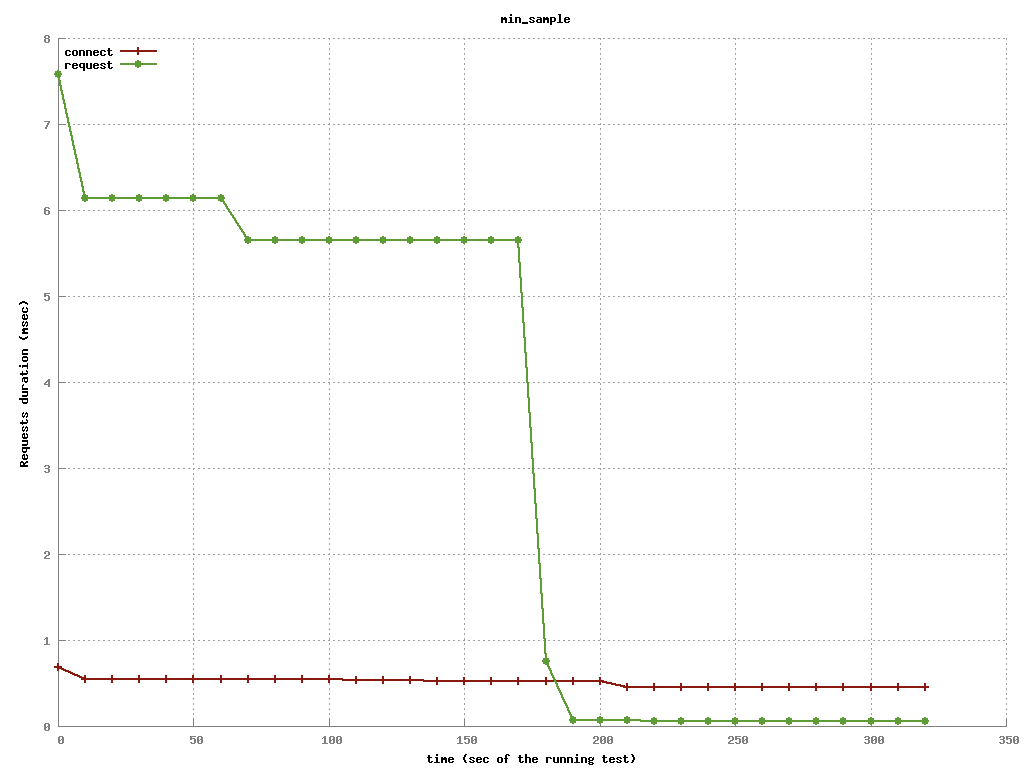 min_sample
connect
request
8
7
6
5
4
3
2
1
0
Requests duration (msec)
0 50 100 150 200 250 300 350
time (sec of the running test)